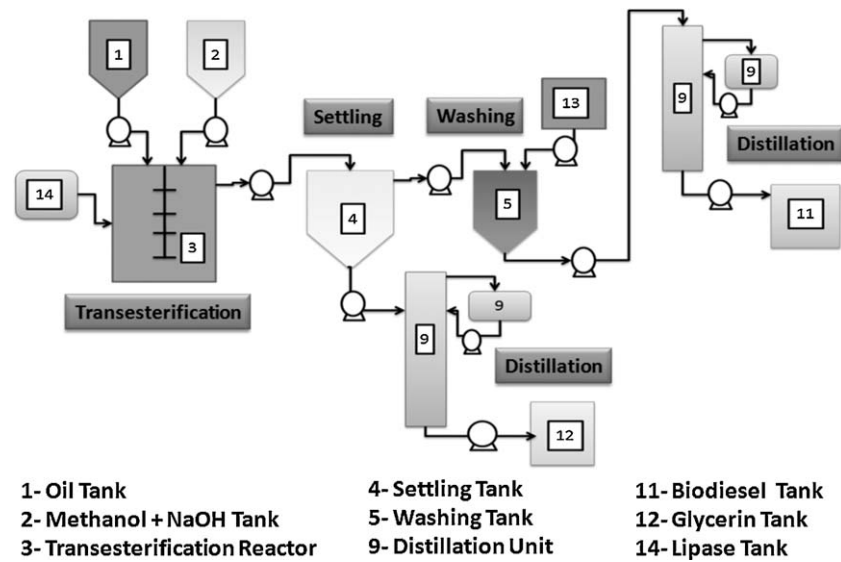 1
2
Settling
Washing
13
9
9
Distillation
14
3
4
5
11
Transesterification
9
9
Distillation
12
1- Oil Tank
2- Methanol + NaOH Tank
3- Transesterification Reactor
4- Settling Tank
5- Washing Tank
9- Distillation Unit
11- Biodiesel Tank
12- Glycerin Tank
14- Lipase Tank